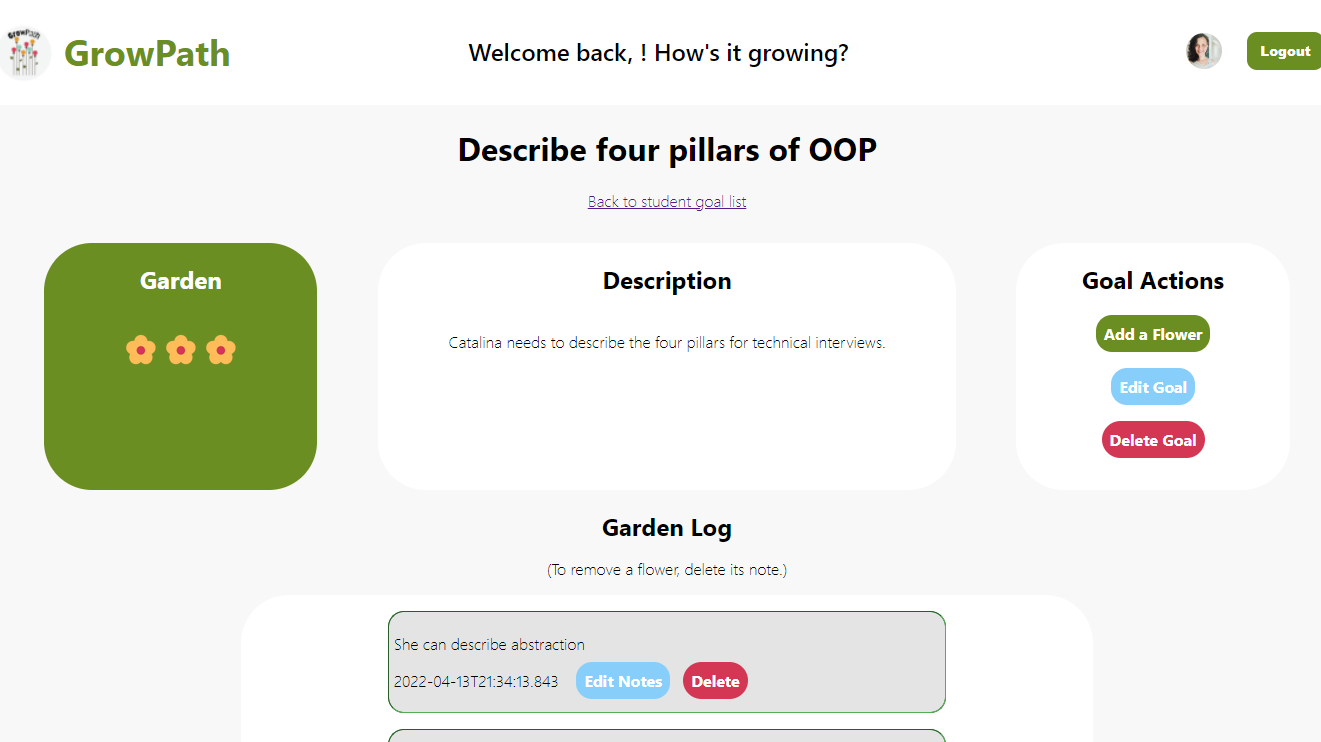 GrowPath
GrowPath
Welcome back, ! How's it growing?
Logout
Describe four pillars of OOP
Back to student goal list
Garden
Description
Catalina needs to describe the four pillars for technical interviews.
Goal Actions
Add a Flower
Edit Goal
Delete Goal
Garden Log
(To remove a flower, delete its note.)
She can describe abstraction
2022-04-13T21:34:13.843
Edit Notes
Delete